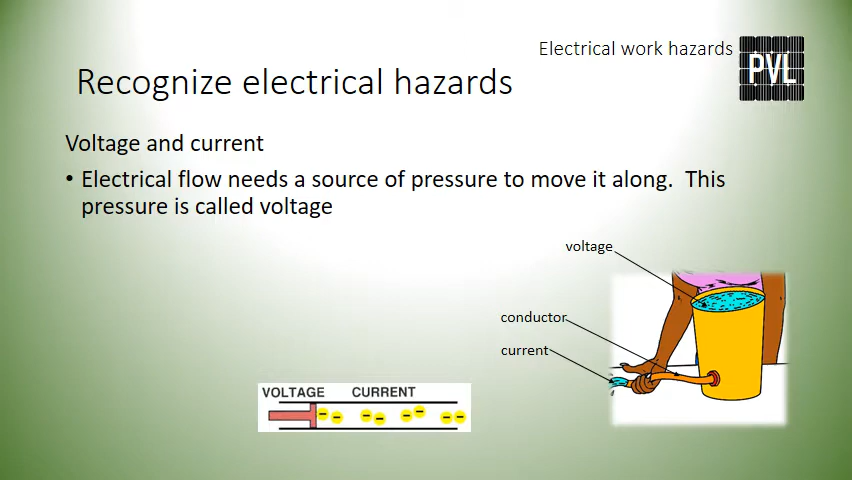 Electrical work hazards
PVL
Recognize electrical hazards
Voltage and current
• Electrical flow needs a source of pressure to move it along.  This
pressure is called voltage
voltage
conductor
current
VOLTAGE CURRENT